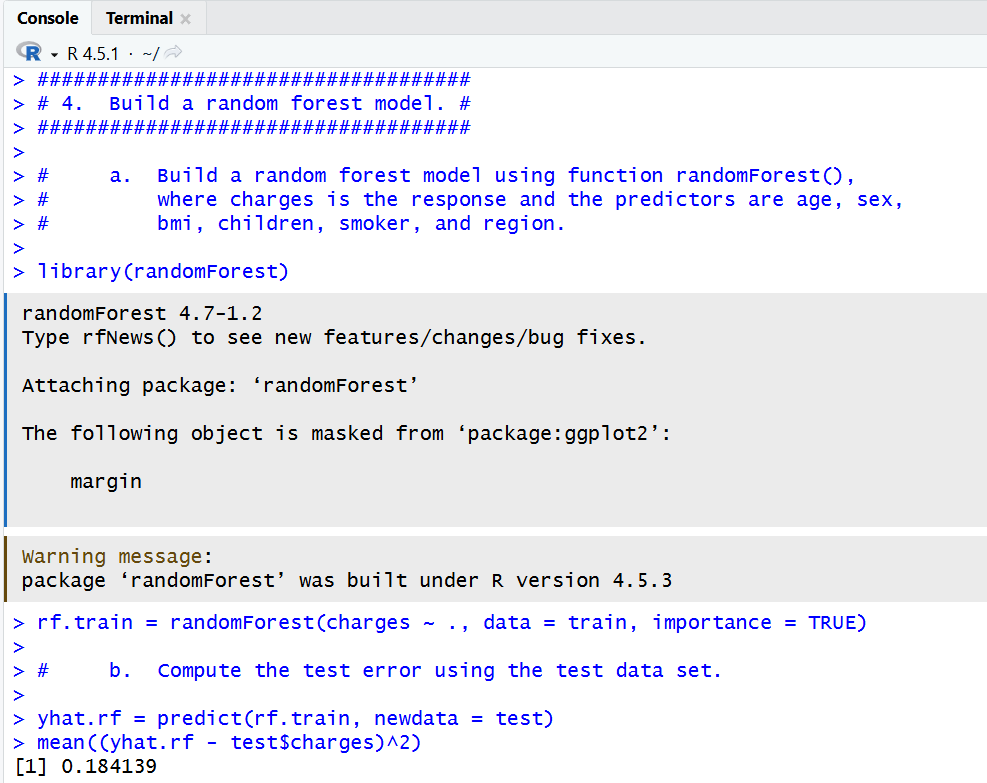 Console Terminal ×
R R 4.5.1 · ~/
> ####################################
> # 4.  Build a random forest model. #
> ####################################
>
> #     a.  Build a random forest model using function randomForest(),
> #         where charges is the response and the predictors are age, sex,
> #         bmi, children, smoker, and region.
>
> library(randomForest)
randomForest 4.7-1.2
Type rfNews() to see new features/changes/bug fixes.
Attaching package: ‘randomForest’
The following object is masked from ‘package:ggplot2’:
    margin
Warning message:
package ‘randomForest’ was built under R version 4.5.3
> rf.train = randomForest(charges ~ ., data = train, importance = TRUE)
>
> #     b.  Compute the test error using the test data set.
>
> yhat.rf = predict(rf.train, newdata = test)
> mean((yhat.rf - test$charges)^2)
[1] 0.184139